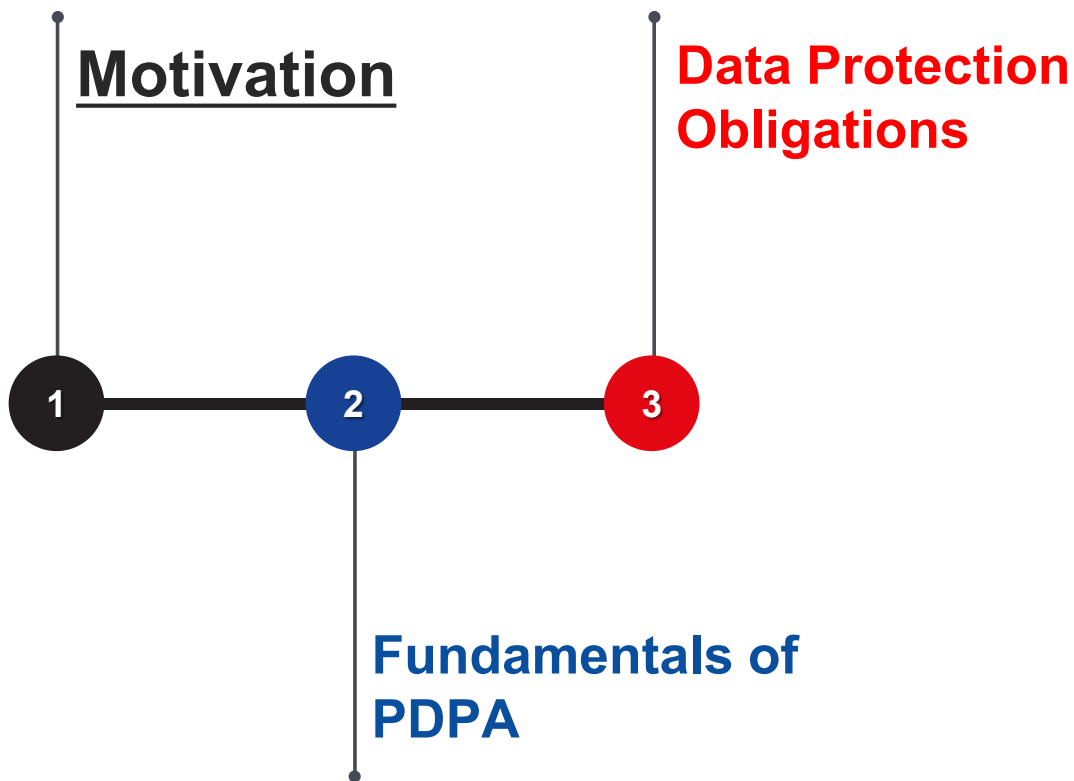 Motivation
Data Protection
Obligations
1
2
3
Fundamentals of
PDPA